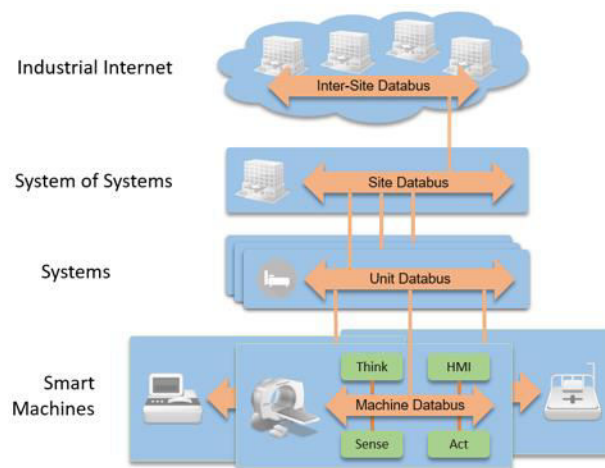 Industrial Internet
Inter-Site Databus
System of Systems
Site Databus
Systems
Unit Databus
Smart
Machines
Think
HMI
Machine Databus
Sense
Act